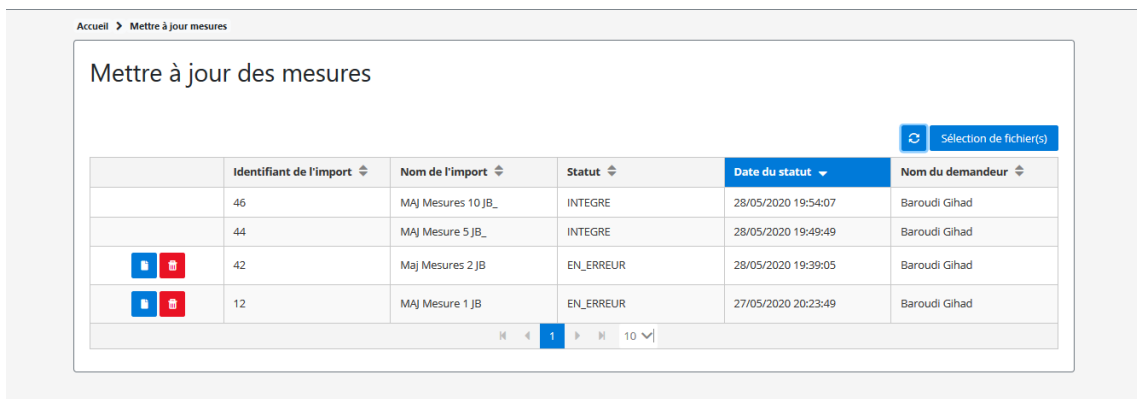 Accueil > Mettre à jour mesures
Mettre à jour des mesures
Sélection de fichier(s)
Identifiant de l'import Nom de l'import Statut Date du statut Nom du demandeur
46 MAJ Mesures 10 JB_ INTEGRE 28/05/2020 19:54:07 Baroudi Gihad
44 MAJ Mesure 5 JB_ INTEGRE 28/05/2020 19:49:49 Baroudi Gihad
42 Maj Mesures 2 JB EN_ERREUR 28/05/2020 19:39:05 Baroudi Gihad
12 MAJ Mesure 1 JB EN_ERREUR 27/05/2020 20:23:49 Baroudi Gihad
1 10